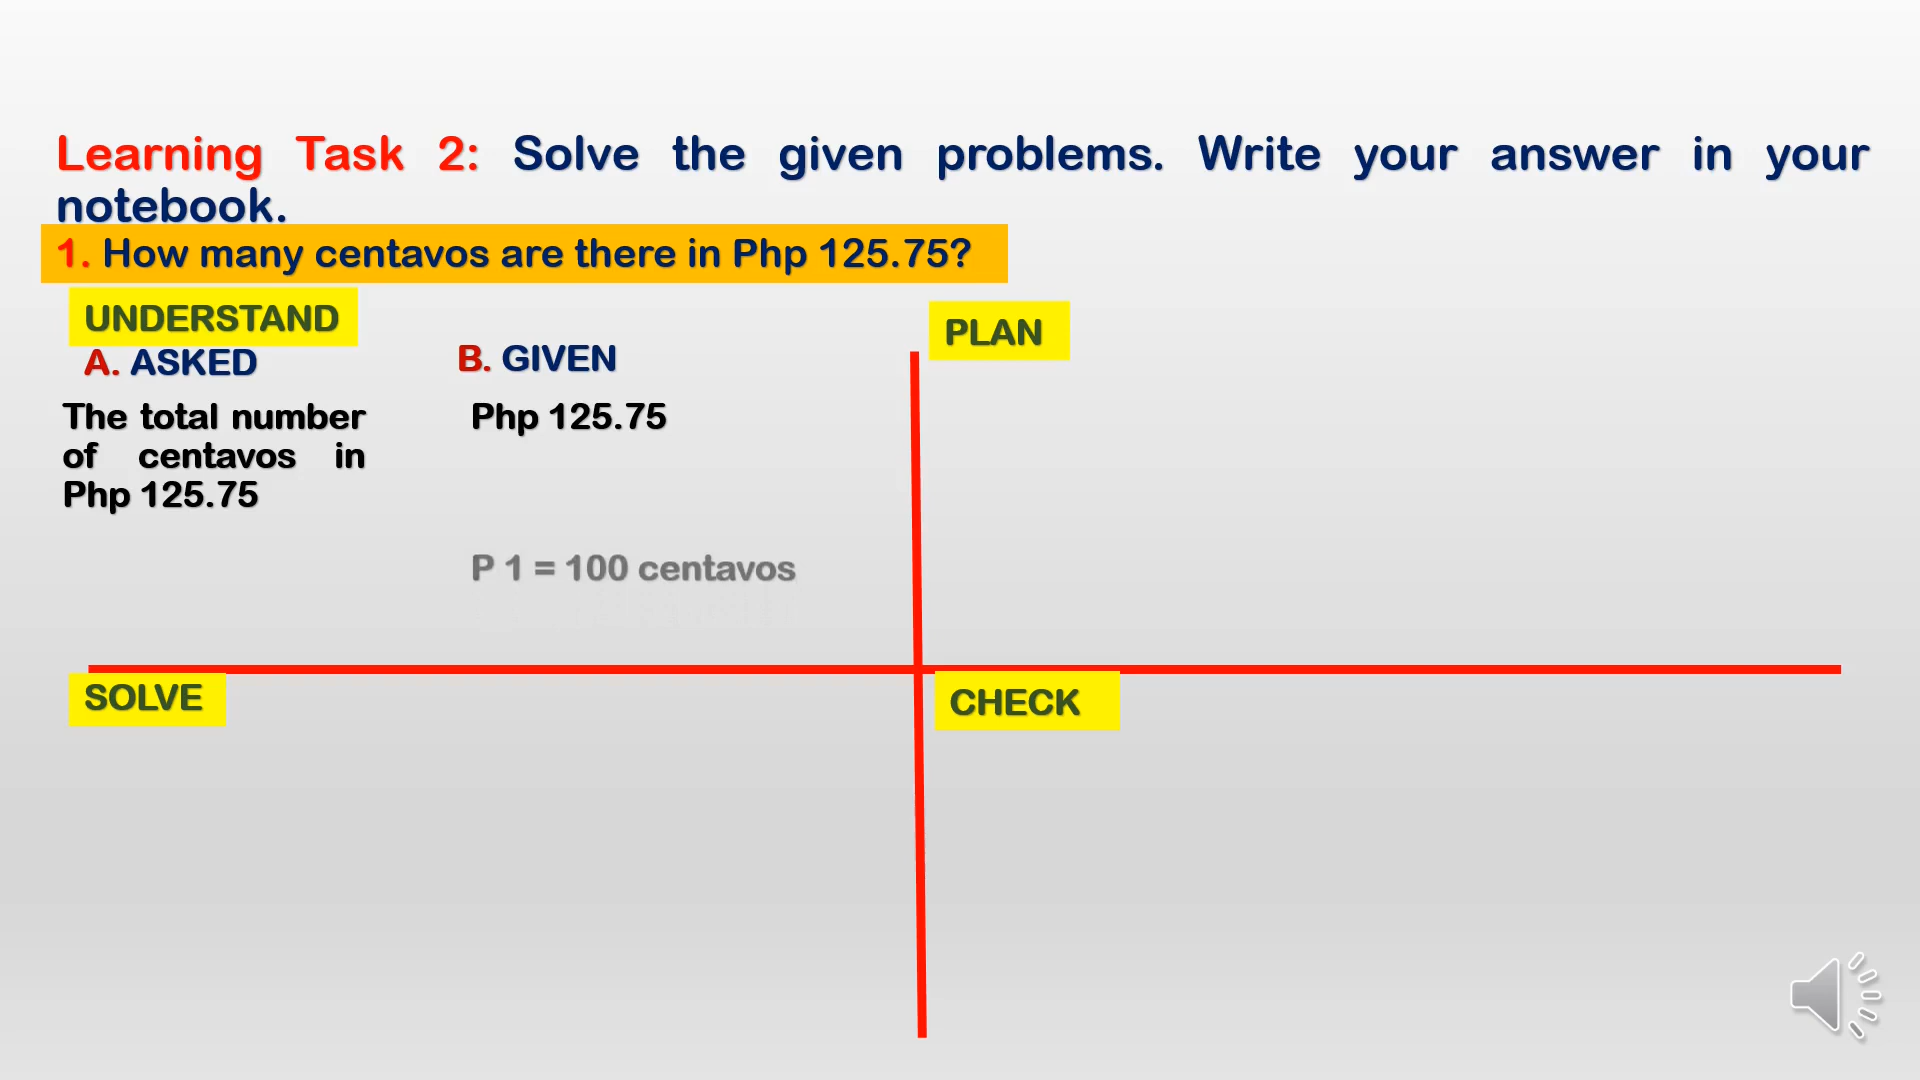 Learning Task 2: Solve the given problems. Write your answer in your
notebook.
1. How many centavos are there in Php 125.75?
UNDERSTAND
A. ASKED
The total number
of centavos in
Php 125.75
B. GIVEN
Php 125.75
P 1 = 100 centavos
PLAN
SOLVE
CHECK